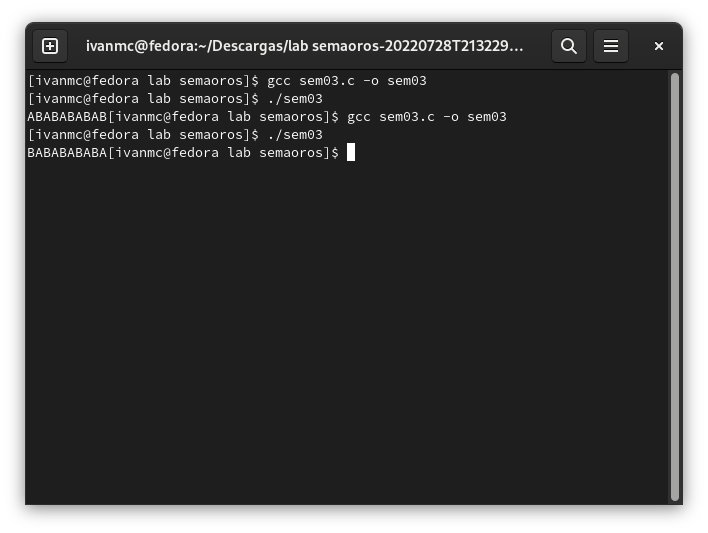 ivanmc@fedora:~/Descargas/lab semaoros-20220728T213229...
[ivanmc@fedora lab semaoros]$ gcc sem03.c -o sem03
[ivanmc@fedora lab semaoros]$ ./sem03
ABABABABAB[ivanmc@fedora lab semaoros]$ gcc sem03.c -o sem03
[ivanmc@fedora lab semaoros]$ ./sem03
BABABABABA[ivanmc@fedora lab semaoros]$